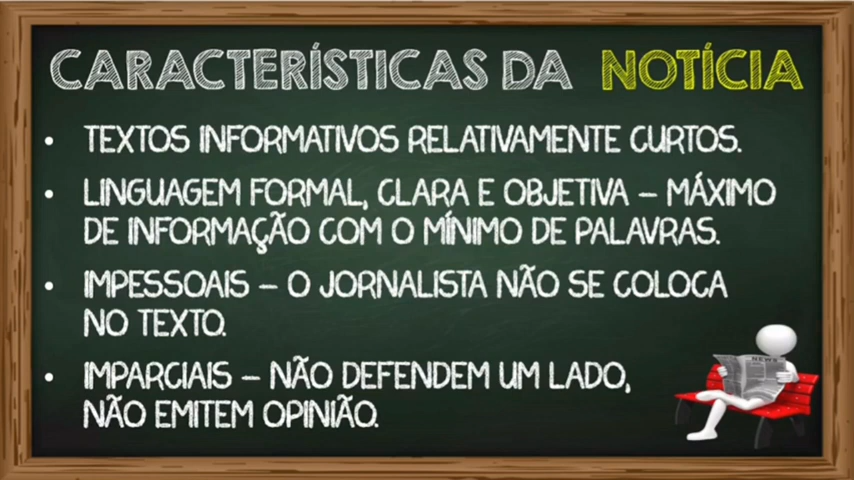 CARACTERÍSTICAS DA NOTÍCIA
• TEXTOS INFORMATIVOS RELATIVAMENTE CURTOS.
• LINGUAGEM FORMAL, CLARA E OBJETIVA – MÁXIMO
DE INFORMAÇÃO COM O MÍNIMO DE PALAVRAS.
• IMPESSOAIS – O JORNALISTA NÃO SE COLOCA
NO TEXTO.
• IMPARCIAIS – NÃO DEFENDEM UM LADO,
NÃO EMITEM OPINIÃO.
NEWS